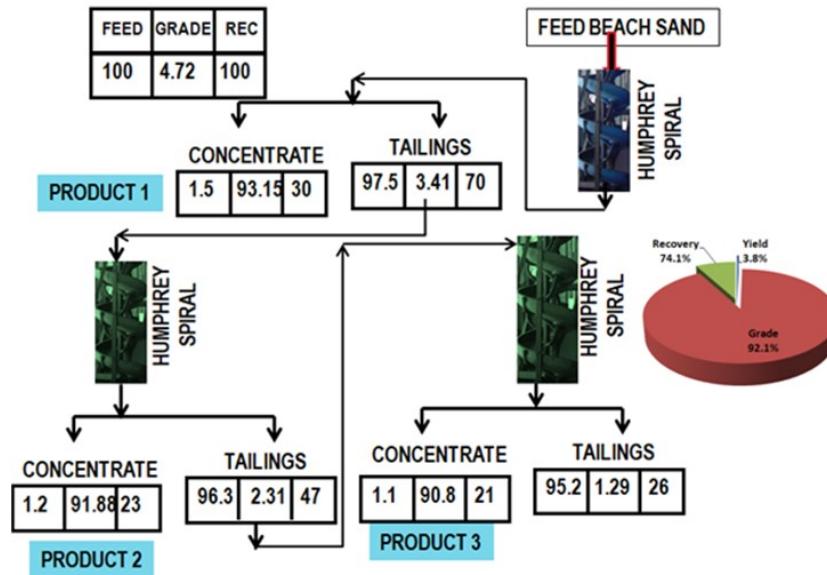 FEED GRADE REC
100 4.72 100
FEED BEACH SAND
HUMPHREY
SPIRAL
CONCENTRATE
1.5 93.15 30
PRODUCT 1
TAILINGS
97.5 3.41 70
HUMPHREY
SPIRAL
HUMPHREY
SPIRAL
Recovery
74.1%
Yield
3.8%
Grade
92.1%
CONCENTRATE
1.2 91.88 23
PRODUCT 2
TAILINGS
96.3 2.31 47
CONCENTRATE
1.1 90.8 21
PRODUCT 3
TAILINGS
95.2 1.29 26